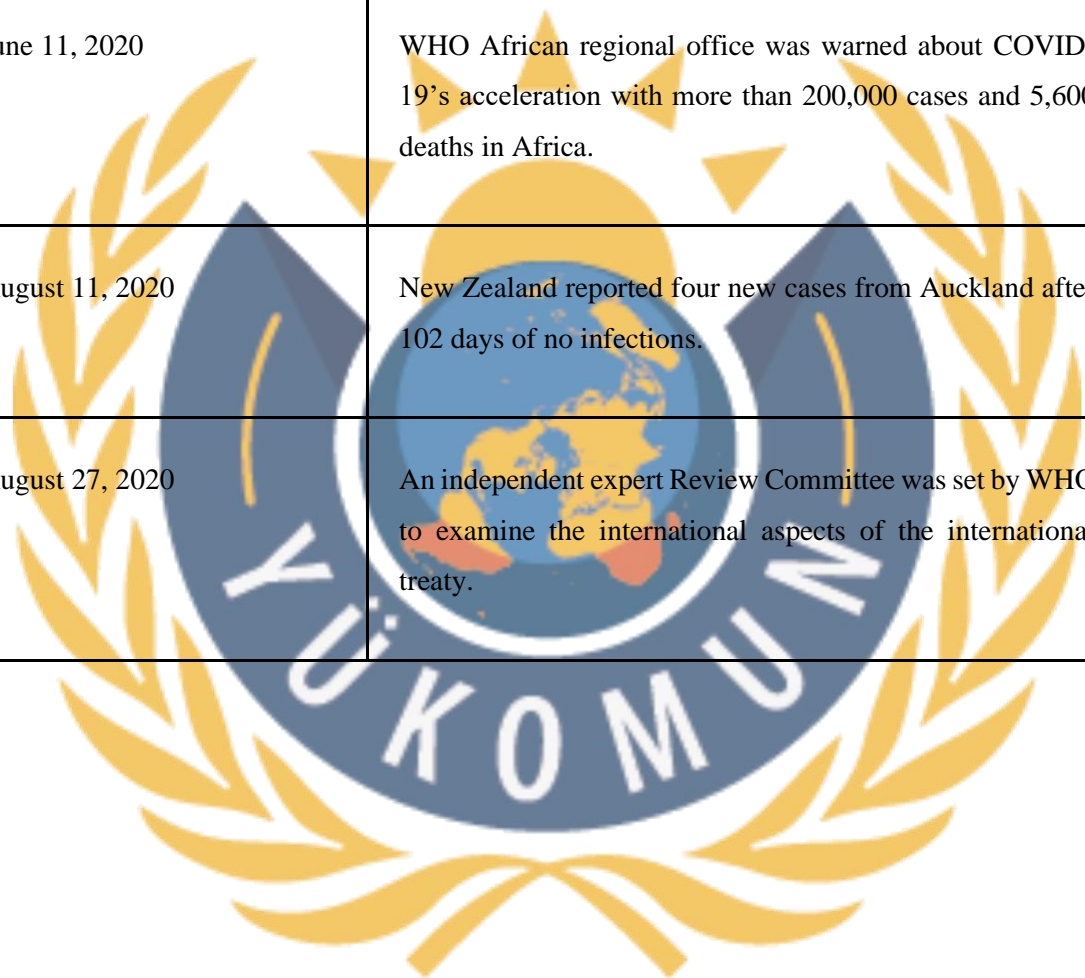 une 11, 2020
WHO African regional office was warned about COVID
19’s acceleration with more than 200,000 cases and 5,600
deaths in Africa.
ugust 11, 2020
New Zealand reported four new cases from Auckland after
102 days of no infections.
ugust 27, 2020
An independent expert Review Committee was set by WHO
to examine the international aspects of the internationa
treaty.
YÜKOMUN